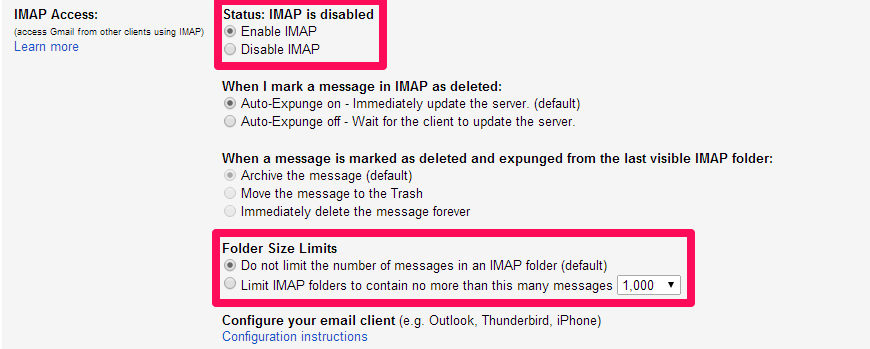 IMAP Access:
(access Gmail from other clients using IMAP)
Learn more
Status: IMAP is disabled
Enable IMAP
Disable IMAP
When I mark a message in IMAP as deleted:
Auto-Expunge on - Immediately update the server. (default)
Auto-Expunge off - Wait for the client to update the server.
When a message is marked as deleted and expunged from the last visible IMAP folder:
Archive the message (default)
Move the message to the Trash
Immediately delete the message forever
Folder Size Limits
Do not limit the number of messages in an IMAP folder (default)
Limit IMAP folders to contain no more than this many messages 1,000
Configure your email client (e.g. Outlook, Thunderbird, iPhone)
Configuration instructions